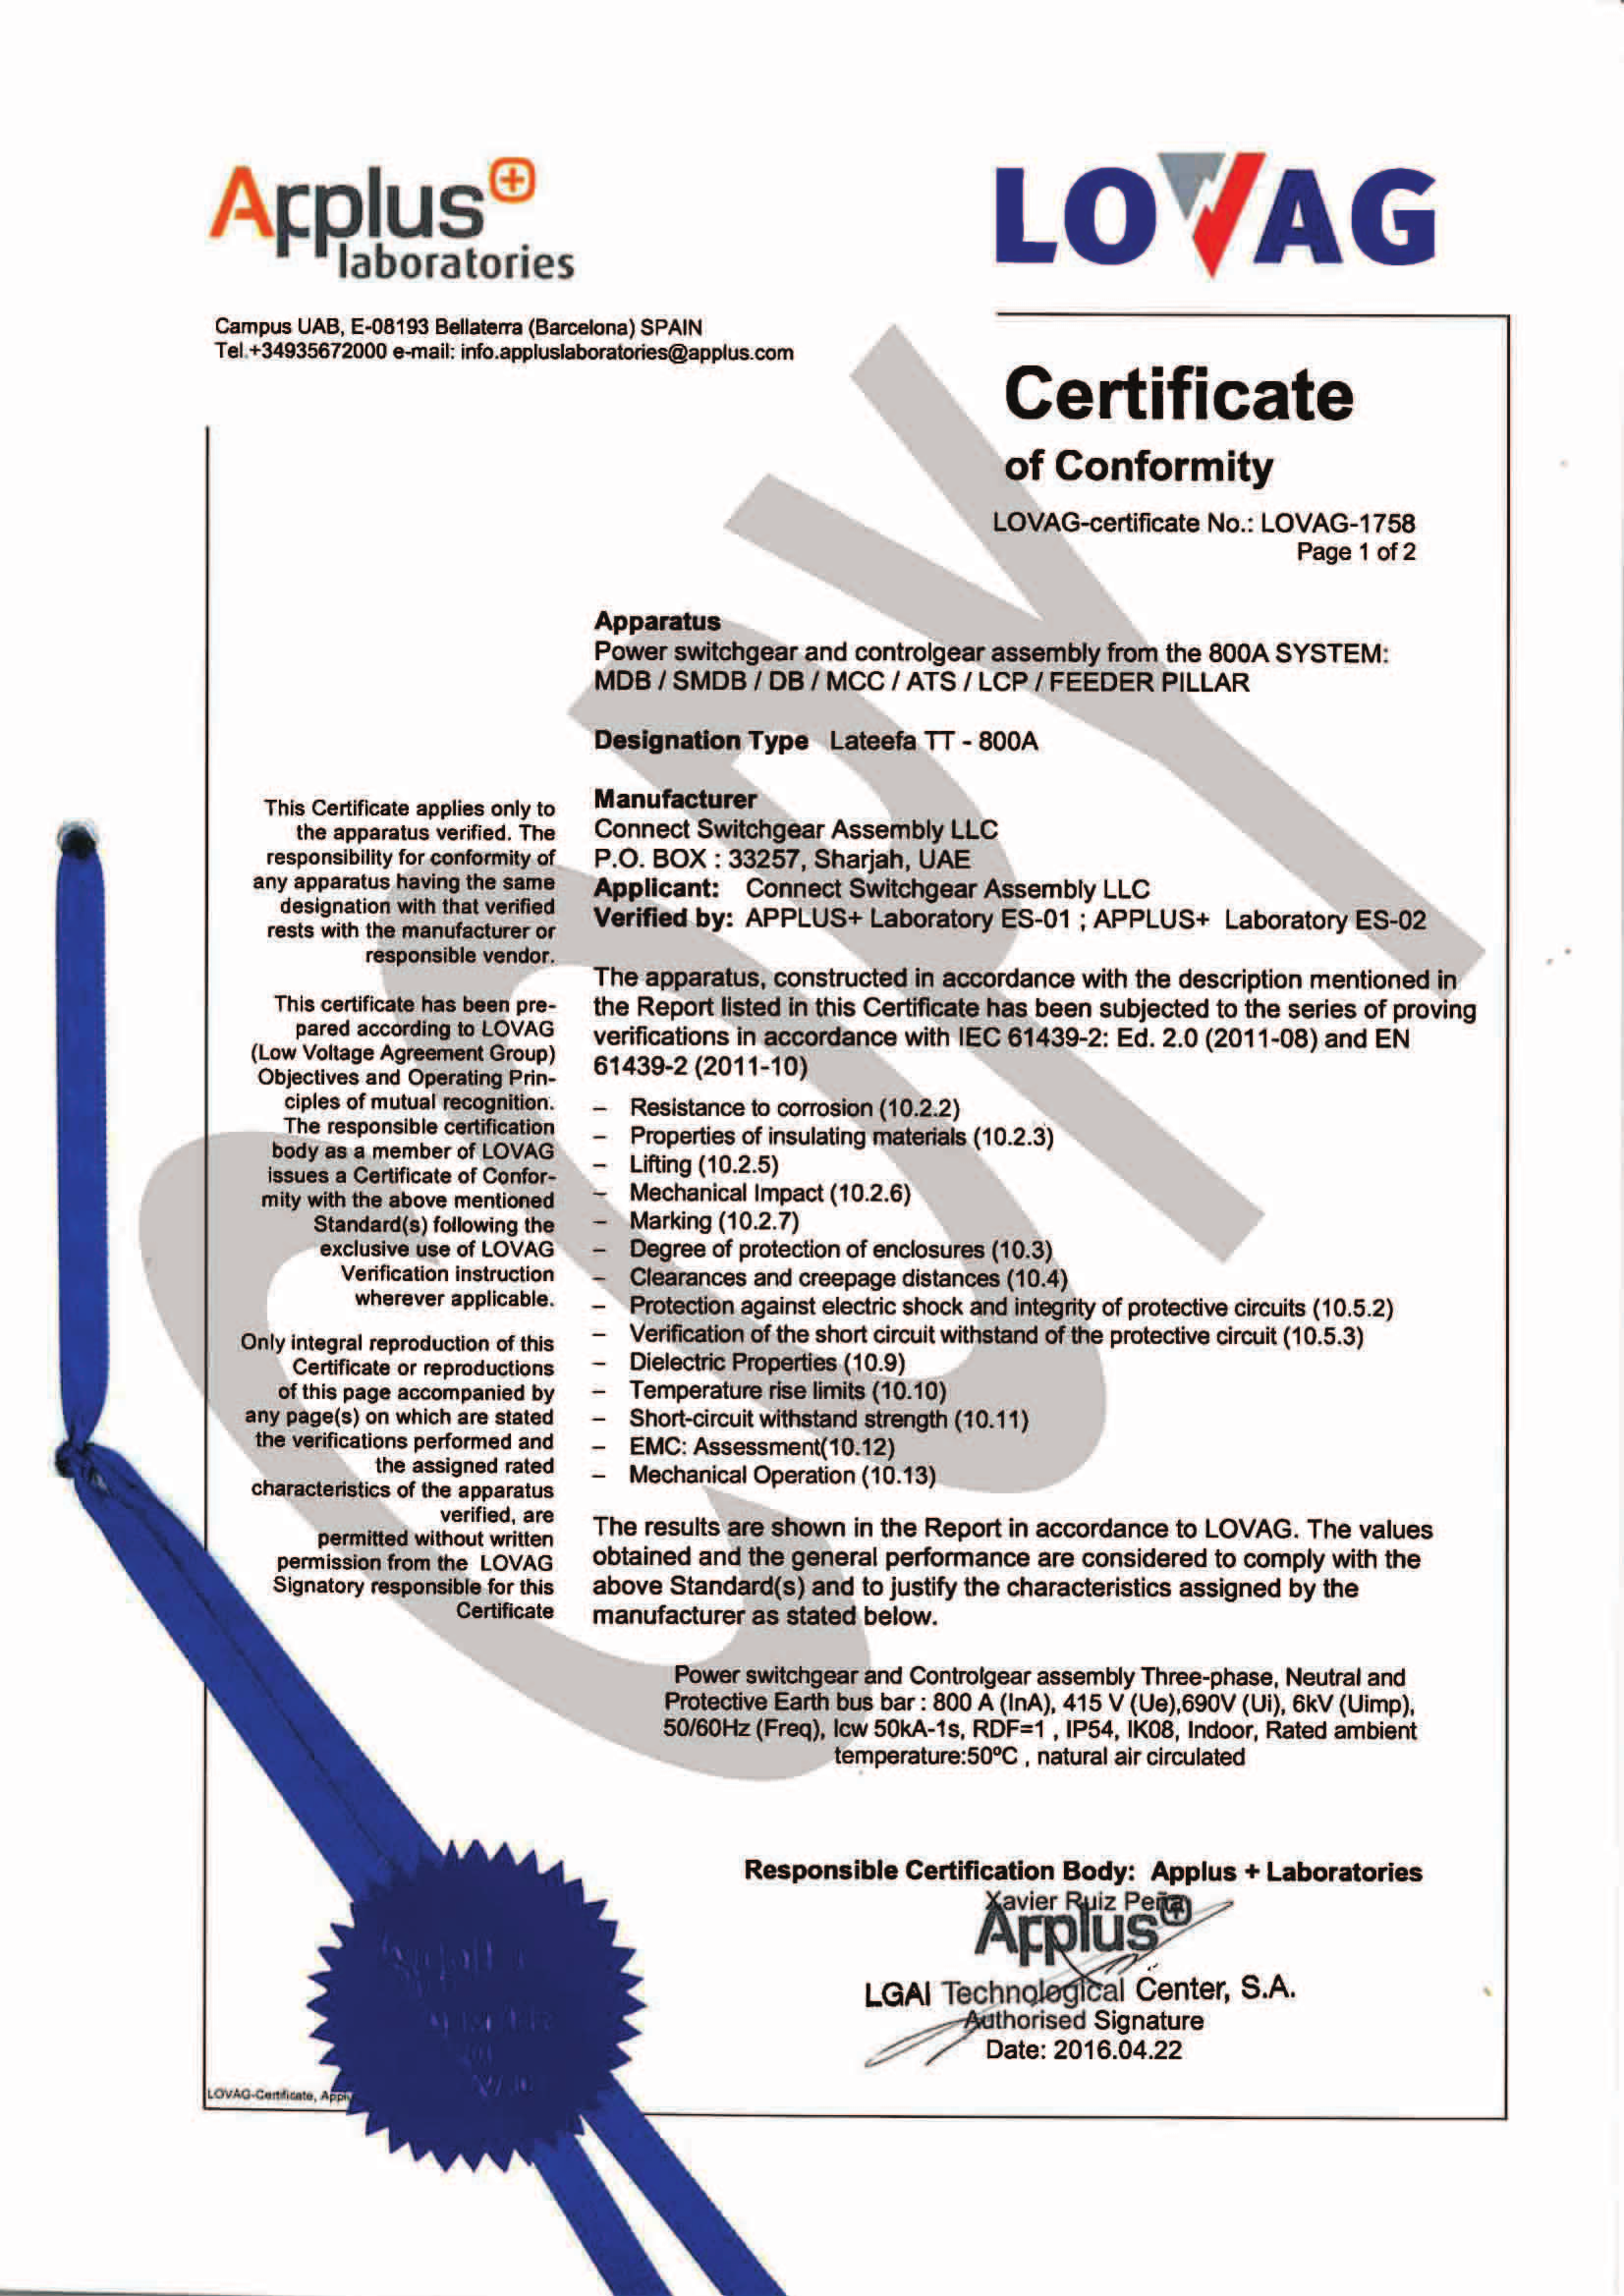 Applus+
laboratories
LOVAG
Campus UAB, E-08193 Bellaterra (Barcelona) SPAIN
Tel.+34935672000 e-mail: info.appluslaboratories@applus.com
Certificate
of Conformity
LOVAG-certificate No.: LOVAG-1758
Page 1 of 2
COPY
Apparatus
Power switchgear and controlgear assembly from the 800A SYSTEM:
MDB / SMDB / DB / MCC / ATS / LCP / FEEDER PILLAR
Designation Type Lateefa TT - 800A
Manufacturer
Connect Switchgear Assembly LLC
P.O. BOX : 33257, Sharjah, UAE
Applicant: Connect Switchgear Assembly LLC
Verified by: APPLUS+ Laboratory ES-01 ; APPLUS+ Laboratory ES-02
This Certificate applies only to
the apparatus verified. The
responsibility for conformity of
any apparatus having the same
designation with that verified
rests with the manufacturer or
responsible vendor.
This certificate has been pre-
pared according to LOVAG
(Low Voltage Agreement Group)
Objectives and Operating Prin-
ciples of mutual recognition.
The responsible certification
body as a member of LOVAG
issues a Certificate of Confor-
mity with the above mentioned
Standard(s) following the
exclusive use of LOVAG
Verification instruction
wherever applicable.
Only integral reproduction of this
Certificate or reproductions
of this page accompanied by
any page(s) on which are stated
the verifications performed and
the assigned rated
characteristics of the apparatus
verified, are
permitted without written
permission from the LOVAG
Signatory responsible for this
Certificate
The apparatus, constructed in accordance with the description mentioned in
the Report listed in this Certificate has been subjected to the series of proving
verifications in accordance with IEC 61439-2: Ed. 2.0 (2011-08) and EN
61439-2 (2011-10)
– Resistance to corrosion (10.2.2)
– Properties of insulating materials (10.2.3)
– Lifting (10.2.5)
– Mechanical Impact (10.2.6)
– Marking (10.2.7)
– Degree of protection of enclosures (10.3)
– Clearances and creepage distances (10.4)
– Protection against electric shock and integrity of protective circuits (10.5.2)
– Verification of the short circuit withstand of the protective circuit (10.5.3)
– Dielectric Properties (10.9)
– Temperature rise limits (10.10)
– Short-circuit withstand strength (10.11)
– EMC: Assessment(10.12)
– Mechanical Operation (10.13)
The results are shown in the Report in accordance to LOVAG. The values
obtained and the general performance are considered to comply with the
above Standard(s) and to justify the characteristics assigned by the
manufacturer as stated below.
Power switchgear and Controlgear assembly Three-phase, Neutral and
Protective Earth bus bar : 800 A (InA), 415 V (Ue),690V (Ui), 6kV (Uimp),
50/60Hz (Freq), Icw 50kA-1s, RDF=1 , IP54, IK08, Indoor, Rated ambient
temperature:50ºC , natural air circulated
Responsible Certification Body: Applus + Laboratories
Xavier Ruiz Peña
Applus+
LGAI Technological Center, S.A.
Authorised Signature
Date: 2016.04.22
LOVAG-Certificate,